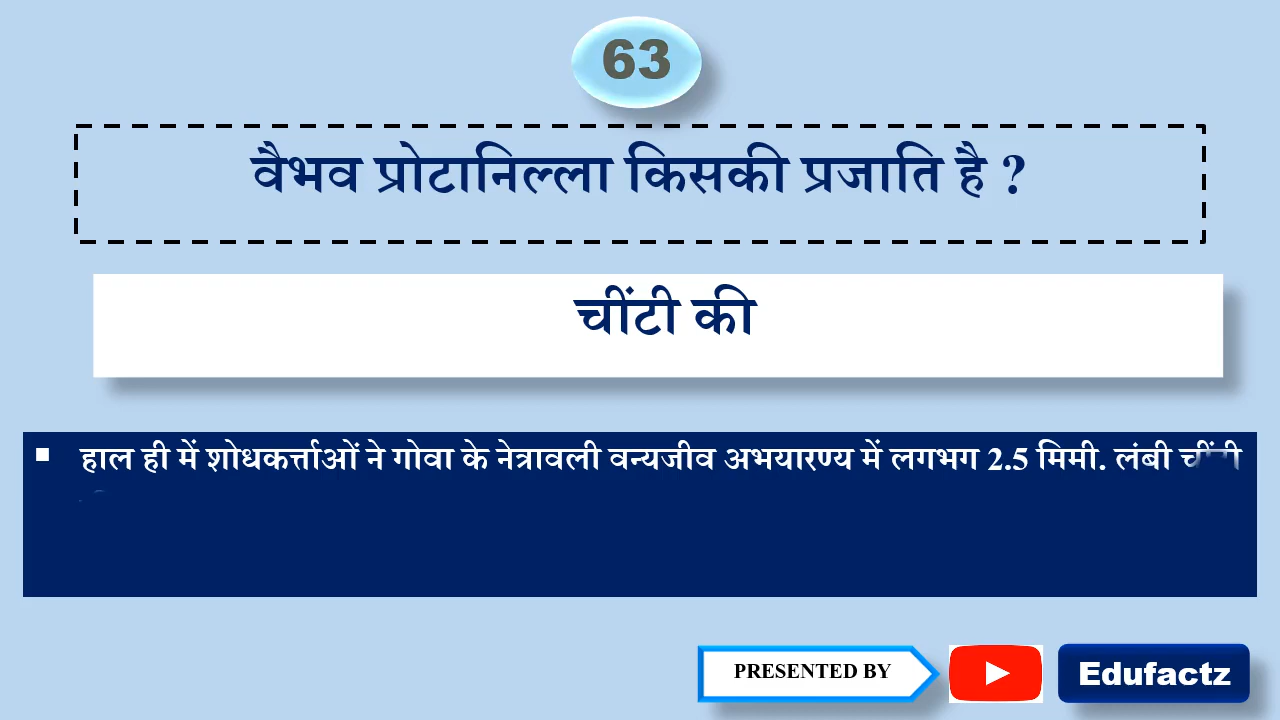 63
वैभव प्रोटानिल्ला किसकी प्रजाति है ?
चींटी की
▪ हाल ही में शोधकर्त्ताओं ने गोवा के नेत्रावली वन्यजीव अभयारण्य में लगभग 2.5 मिमी. लंबी चींटी
PRESENTED BY
Edufactz